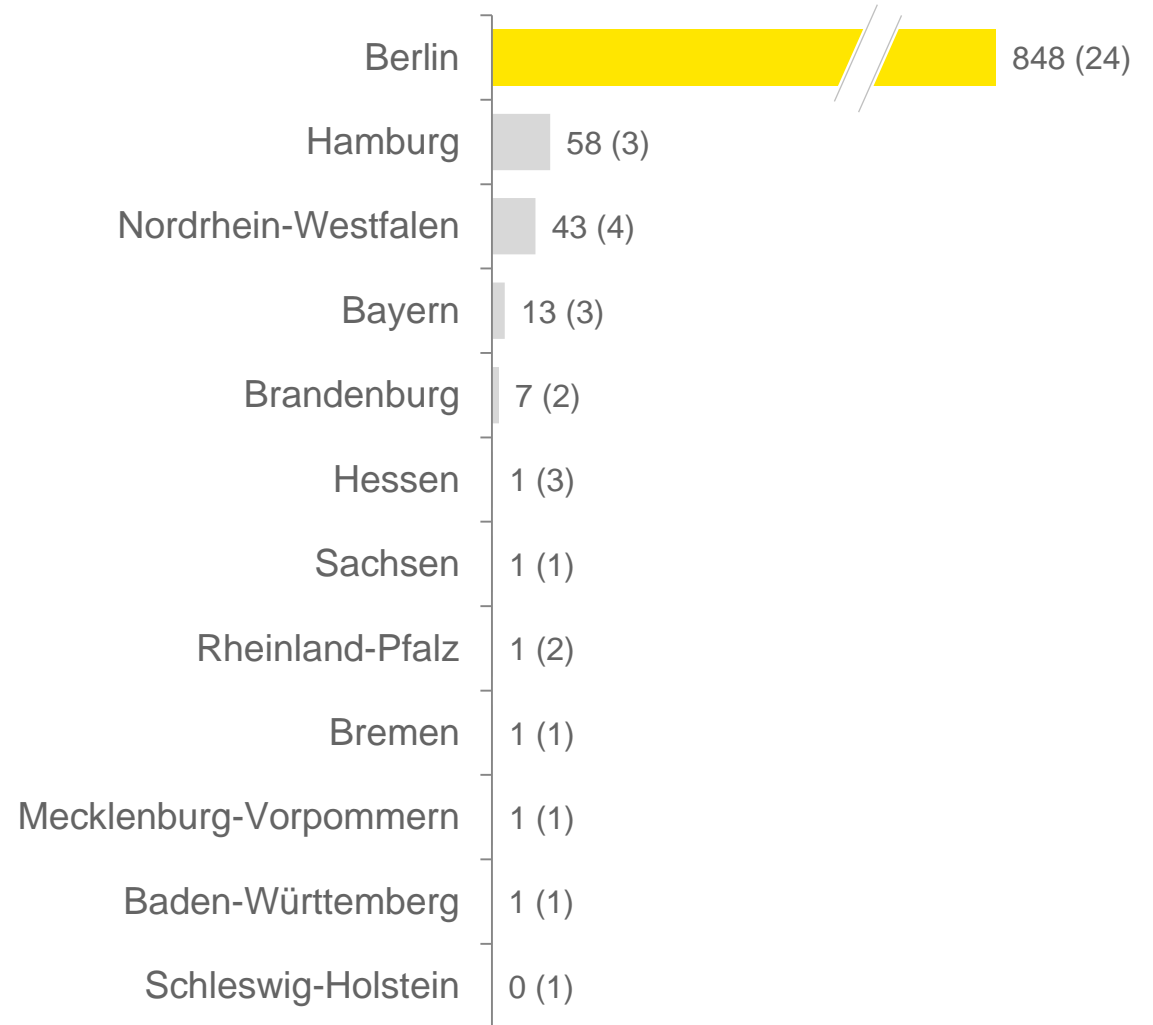 Berlin 848 (24)
Hamburg 58 (3)
Nordrhein-Westfalen 43 (4)
Bayern 13 (3)
Brandenburg 7 (2)
Hessen 1 (3)
Sachsen 1 (1)
Rheinland-Pfalz 1 (2)
Bremen 1 (1)
Mecklenburg-Vorpommern 1 (1)
Baden-Württemberg 1 (1)
Schleswig-Holstein 0 (1)